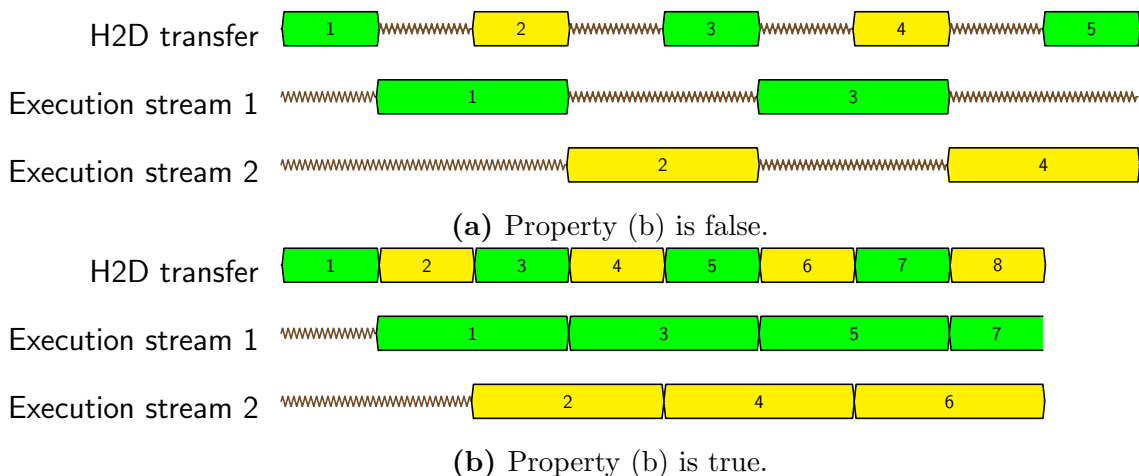 H2D transfer 1 2 3 4 5
Execution stream 1 1 3
Execution stream 2 2 4
(a) Property (b) is false.
H2D transfer 1 2 3 4 5 6 7 8
Execution stream 1 1 3 5 7
Execution stream 2 2 4 6
(b) Property (b) is true.